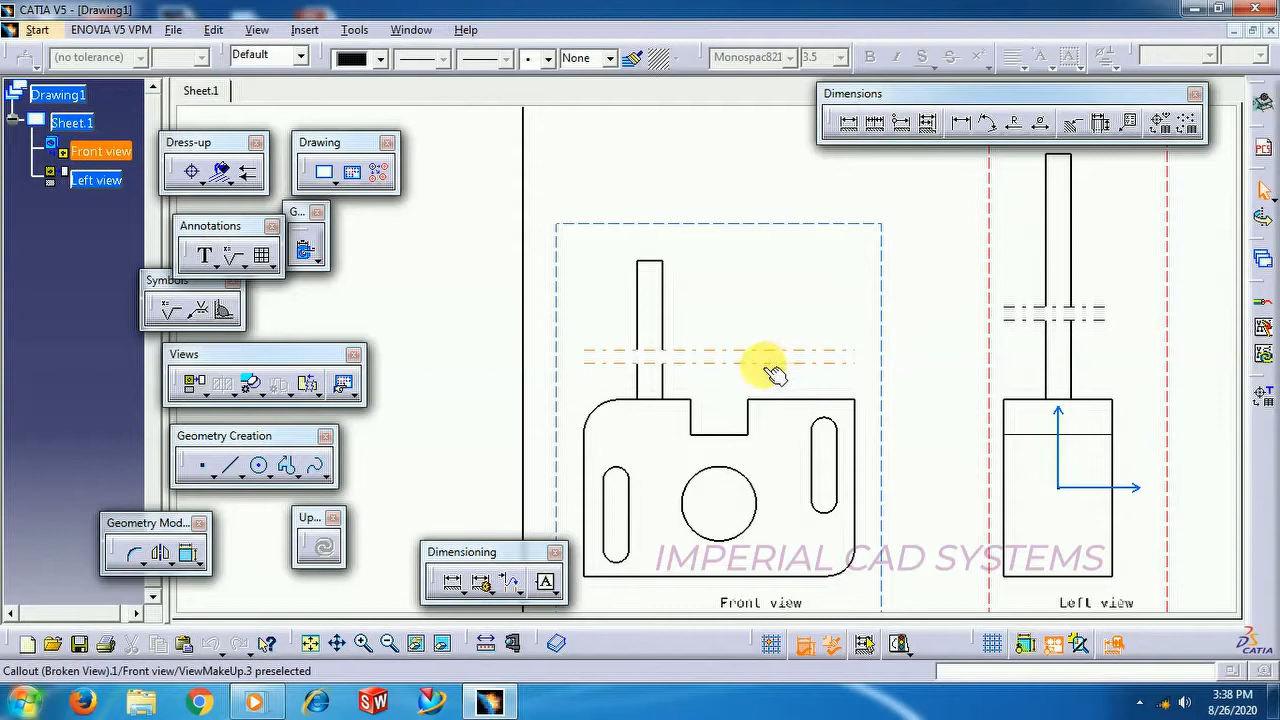 CATIA V5 - [Drawing1]
Start ENOVIA V5 VPM File Edit View Insert Tools Window Help
(no tolerance) Default None Monospac821 3.5
Drawing1 Sheet.1 Dimensions
Sheet.1
Dress-up Drawing
Front view
Left view
G...
Annotations
Symbols
Views
Geometry Creation
Up...
Geometry Mod...
Dimensioning
IMPERIAL CAD SYSTEMS
Front view Left view
Callout (Broken View).1/Front view/ViewMakeUp.3 preselected
3:38 PM
8/26/2020